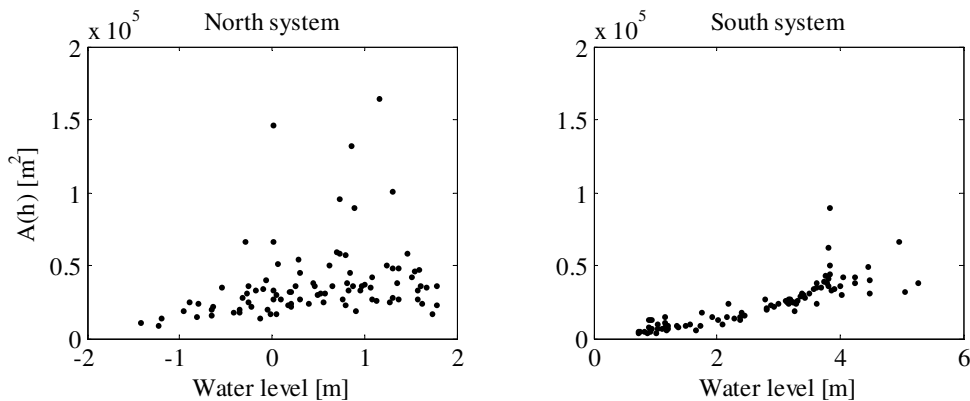 x 10^5 North system
2
1.5
1
0.5
0
A(h) [m^2]
-2 -1 0 1 2
Water level [m]
x 10^5 South system
2
1.5
1
0.5
0
0 2 4 6
Water level [m]